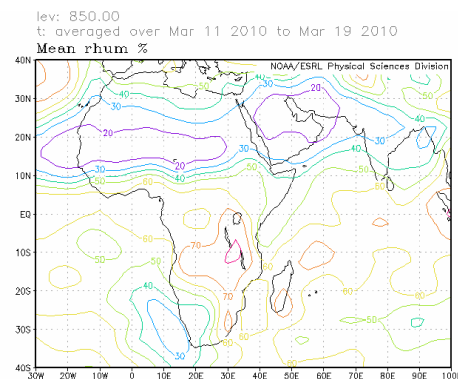 lev: 850.00
t: averaged over Mar 11 2010 to Mar 19 2010
Mean rhum %
NOAA/ESRL Physical Sciences Division
40N
30N
20N
10N
EQ
10S
20S
30S
40S
30W 20W 10W 0 10E 20E 30E 40E 50E 60E 70E 80E 90E 100E